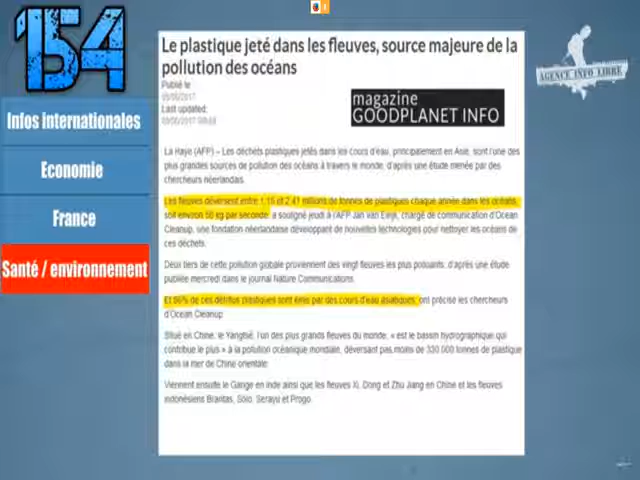 154
Infos internationales
Economie
France
Santé / environnement
Le plastique jeté dans les fleuves, source majeure de la
pollution des océans
Publié le
09/06/2017
Last updated:
magazine
GOODPLANET INFO
AGENCE INFO LIBRE
La Haye (AFP) – Les déchets plastiques jetés dans les cours d'eau, principalement en Asie, sont l'une des
plus grandes sources de pollution des océans à travers le monde, d'après une étude menée par des
chercheurs néerlandais.
Les fleuves déversent entre 1,15 et 2,41 millions de tonnes de plastiques chaque année dans les océans,
soit environ 50 kg par seconde, a souligné jeudi à l'AFP Jan van Ewijk, chargé de communication d'Ocean
Cleanup, une fondation néerlandaise développant de nouvelles technologies pour nettoyer les océans de
ces déchets.
Deux tiers de cette pollution globale proviennent des vingt fleuves les plus polluants, d'après une étude
publiée mercredi dans le journal Nature Communications.
Et 86% de ces détritus plastiques sont émis par des cours d'eau asiatiques, ont précisé les chercheurs
d'Ocean Cleanup.
Situé en Chine, le Yangtsé, l'un des plus grands fleuves du monde, « est le bassin hydrographique qui
contribue le plus » à la pollution océanique mondiale, déversant pas moins de 330 000 tonnes de plastique
dans la mer de Chine orientale.
Viennent ensuite le Gange en Inde ainsi que les fleuves Xi, Dong et Zhu Jiang en Chine et les fleuves
indonésiens Brantas, Solo, Serayu et Progo.